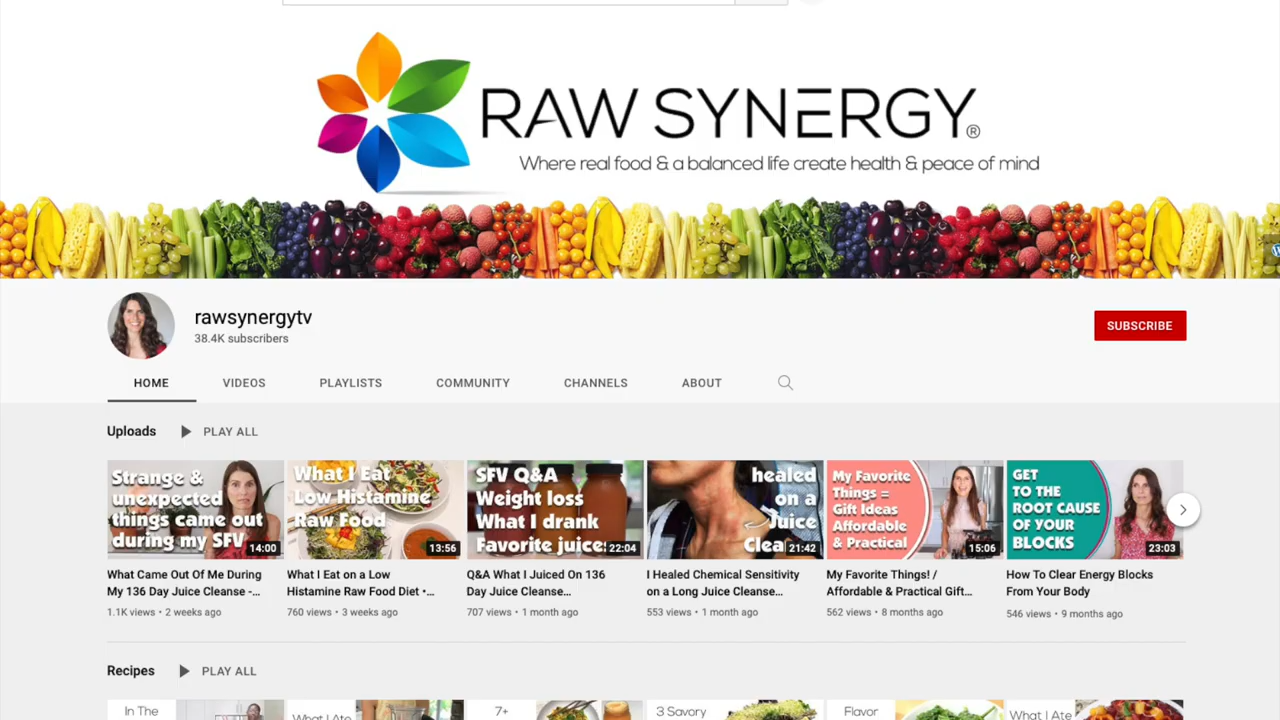 RAW SYNERGY®
Where real food & a balanced life create health & peace of mind
rawsynergytv
38.4K subscribers
SUBSCRIBE
HOME
VIDEOS
PLAYLISTS
COMMUNITY
CHANNELS
ABOUT
Uploads
PLAY ALL
Strange &
unexpected
things came out
during my SFV
14:00
What I Eat
Low Histamine
Raw Food
13:56
SFV Q&A
Weight loss
What I drank
Favorite juices
22:04
healed
on a
Juice
Clea
21:42
My Favorite
Things =
Gift Ideas
Affordable
& Practical
15:06
GET
TO THE
ROOT CAUSE
OF YOUR
BLOCKS
23:03
What Came Out Of Me During
My 136 Day Juice Cleanse -...
1.1K views • 2 weeks ago
What I Eat on a Low
Histamine Raw Food Diet •...
760 views • 3 weeks ago
Q&A What I Juiced On 136
Day Juice Cleanse...
707 views • 1 month ago
I Healed Chemical Sensitivity
on a Long Juice Cleanse...
553 views • 1 month ago
My Favorite Things! /
Affordable & Practical Gift...
562 views • 8 months ago
How To Clear Energy Blocks
From Your Body
546 views • 9 months ago
Recipes
PLAY ALL
In The
What I Ate
7+
3 Savory
Flavor
What I Ate